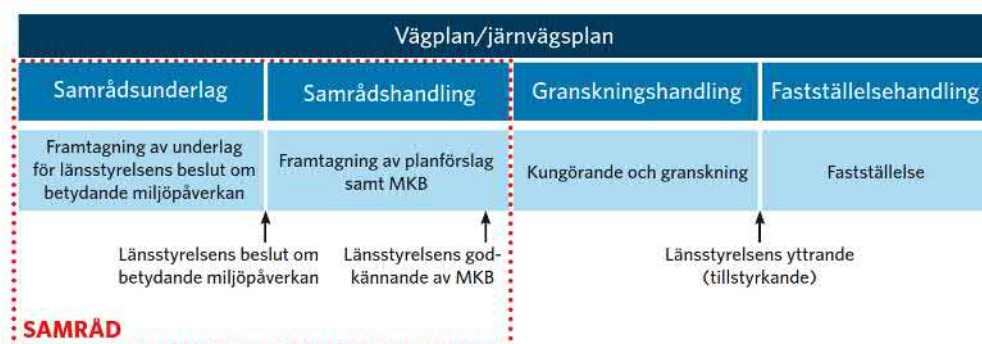 Vägplan/järnvägsplan
Samrådsunderlag
Samrådshandling
Granskningshandling
Fastställelsehandling
Framtagning av underlag
för länsstyrelsens beslut om
betydande miljöpåverkan
Framtagning av planförslag
samt MKB
Kungörande och granskning
Fastställelse
Länsstyrelsens beslut om
betydande miljöpåverkan
Länsstyrelsens god-
kännande av MKB
Länsstyrelsens yttrande
(tillstyrkande)
SAMRÅD